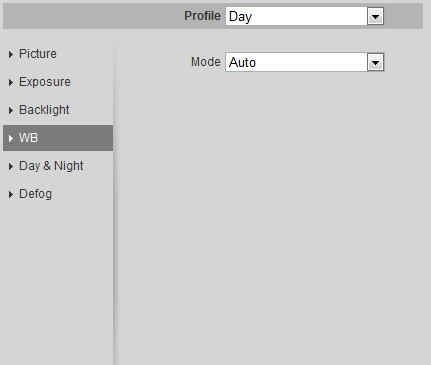 Profile Day
Picture
Mode Auto
Exposure
Backlight
WB
Day & Night
Defog